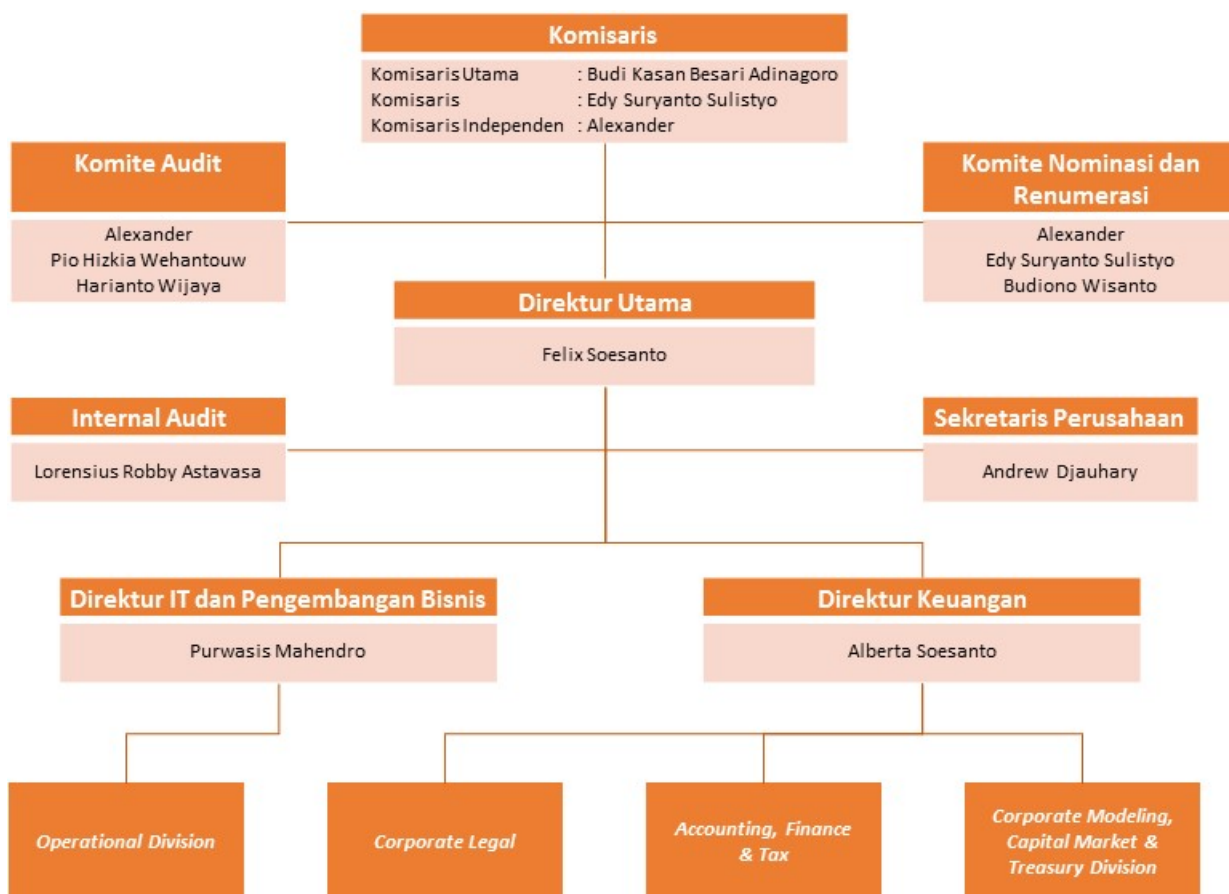 Komisaris
Komisaris Utama : Budi Kasan Besari Adinagoro
Komisaris : Edy Suryanto Sulistyo
Komisaris Independen : Alexander
Komite Audit
Alexander
Pio Hizkia Wehantouw
Harianto Wijaya
Komite Nominasi dan
Renumerasi
Alexander
Edy Suryanto Sulistyo
Budiono Wisanto
Direktur Utama
Felix Soesanto
Internal Audit
Lorensius Robby Astavasa
Sekretaris Perusahaan
Andrew Djauhary
Direktur IT dan Pengembangan Bisnis
Purwasis Mahendro
Direktur Keuangan
Alberta Soesanto
Operational Division
Corporate Legal
Accounting, Finance
& Tax
Corporate Modeling,
Capital Market &
Treasury Division